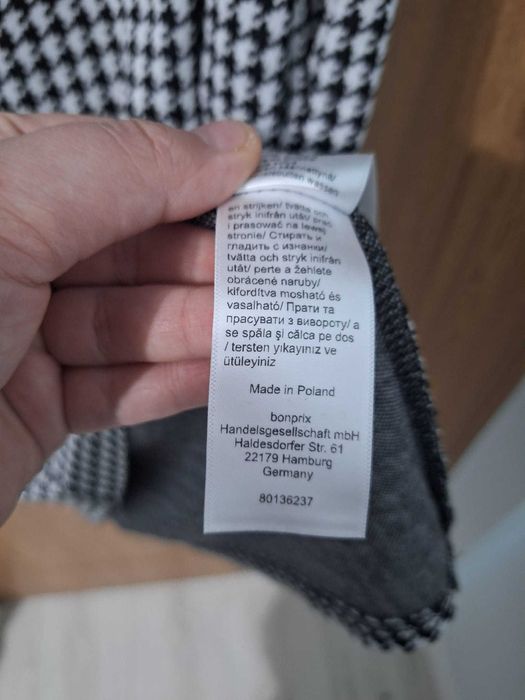 en strijken/ tvätta och
stryk inifrån utåt/ prać
i prasować na lewej
stronie/ Стирать и
гладить с изнанки/
tvätta och stryk inifrån
utåt/ perte a žehlete
obrácené naruby/
kifordítva mosható és
vasalható/ Прати та
прасувати з вивороту/ a
se spăla și călca pe dos
/ tersten yıkayınız ve
ütüleyiniz
Made in Poland
bonprix
Handelsgesellschaft mbH
Haldesdorfer Str. 61
22179 Hamburg
Germany
80136237